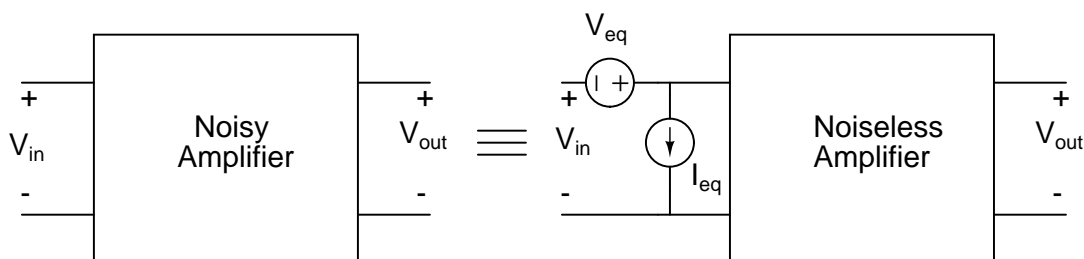 V_eq
+ + - + +
V_in Noisy Amplifier V_out V_in Noiseless Amplifier V_out
I_eq
- - - -